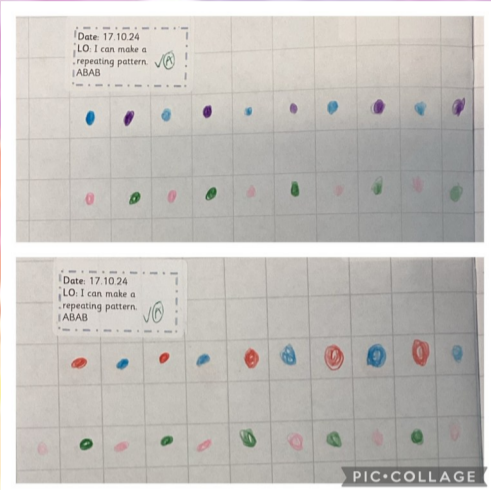 Date: 17.10.24
LO: I can make a
repeating pattern.
ABAB
✓A
Date: 17.10.24
LO: I can make a
repeating pattern.
ABAB
✓A
PIC•COLLAGE